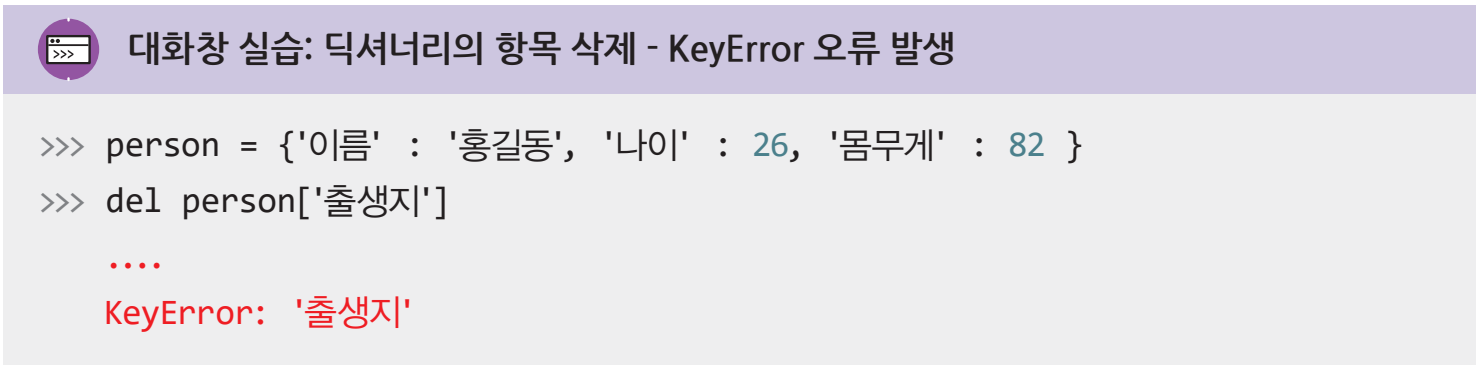 >>>
대화창 실습: 딕셔너리의 항목 삭제 - KeyError 오류 발생
>>> person = {'이름' : '홍길동', '나이' : 26, '몸무게' : 82 }
>>> del person['출생지']
....
KeyError: '출생지'